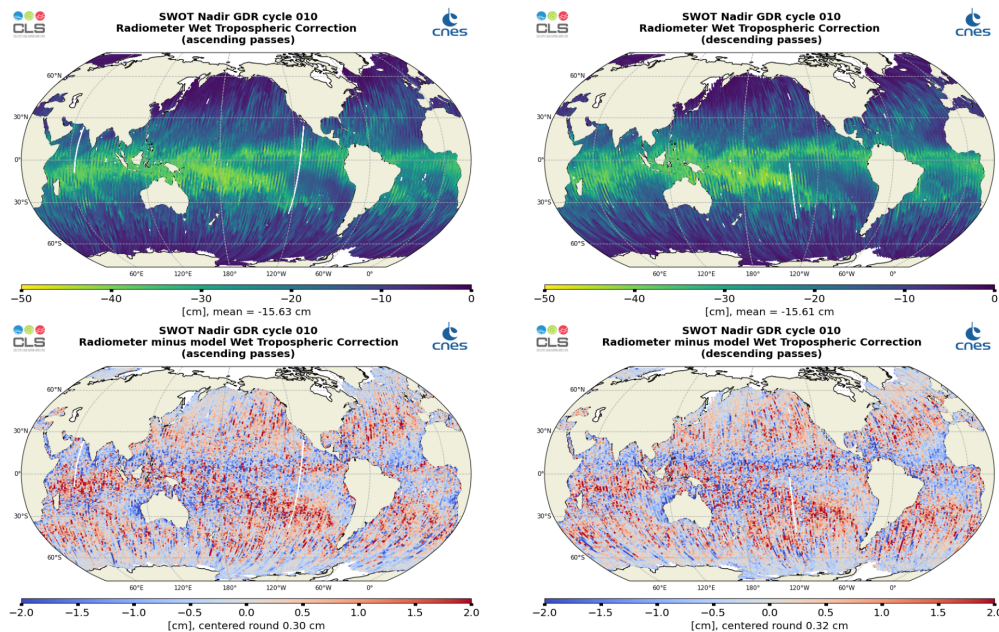 CLS
SWOT Nadir GDR cycle 010
Radiometer Wet Tropospheric Correction
(ascending passes)
cnes
60°N
30°N
0°
30°S
60°S
60°E 120°E 180° 120°W 60°W 0°
−50 −40 −30 −20 −10 0
[cm], mean = -15.63 cm
CLS
SWOT Nadir GDR cycle 010
Radiometer Wet Tropospheric Correction
(descending passes)
cnes
60°N
30°N
0°
30°S
60°S
60°E 120°E 180° 120°W 60°W 0°
−50 −40 −30 −20 −10 0
[cm], mean = -15.61 cm
CLS
SWOT Nadir GDR cycle 010
Radiometer minus model Wet Tropospheric Correction
(ascending passes)
cnes
60°N
30°N
0°
30°S
60°S
60°E 120°E 180° 120°W 60°W 0°
−2.0 −1.5 −1.0 −0.5 0.0 0.5 1.0 1.5 2.0
[cm], centered round 0.30 cm
CLS
SWOT Nadir GDR cycle 010
Radiometer minus model Wet Tropospheric Correction
(descending passes)
cnes
60°N
30°N
0°
30°S
60°S
60°E 120°E 180° 120°W 60°W 0°
−2.0 −1.5 −1.0 −0.5 0.0 0.5 1.0 1.5 2.0
[cm], centered round 0.32 cm